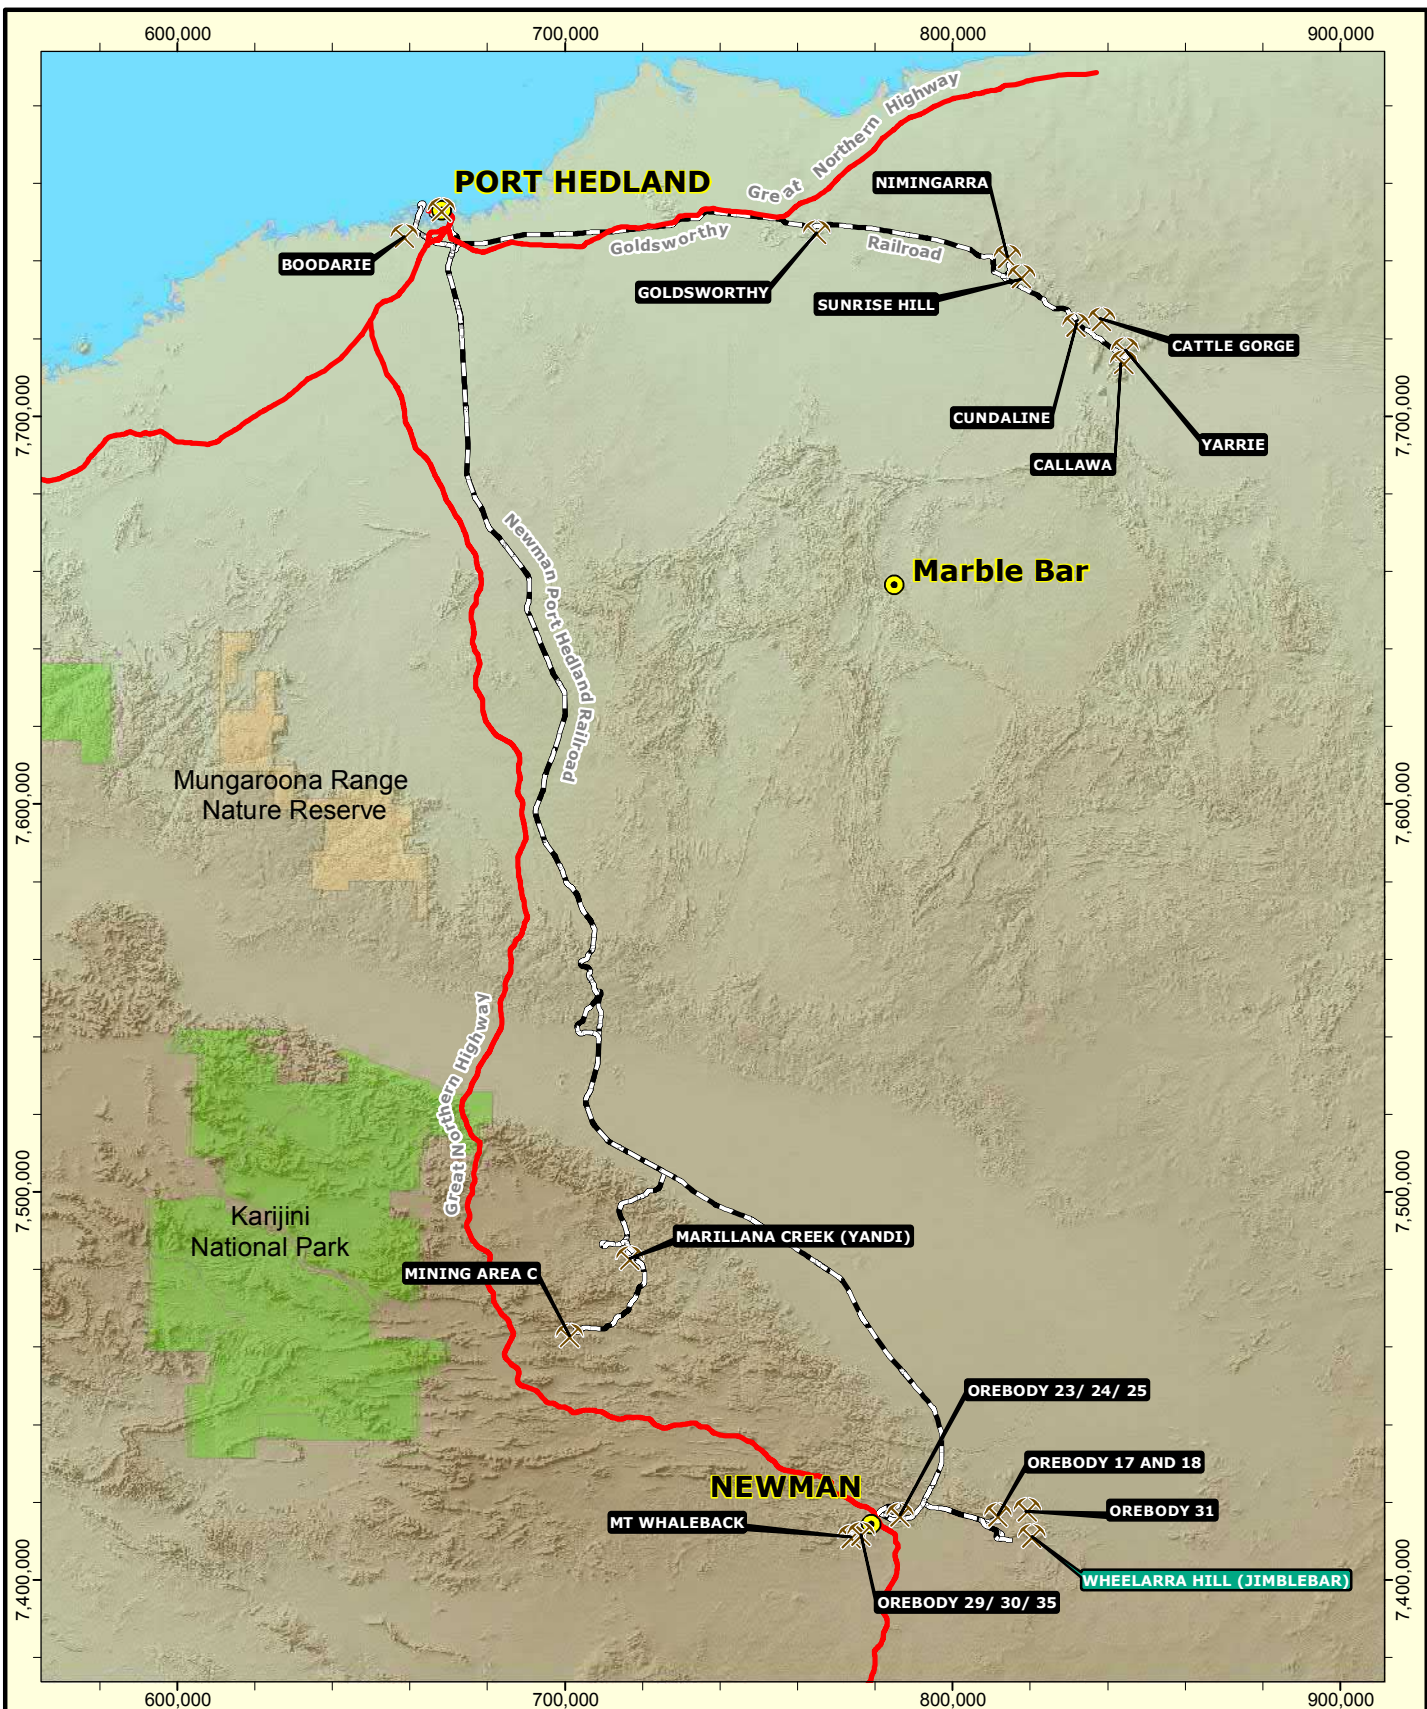 600,000
700,000
800,000
900,000
Great Northern Highway
NIMINGARRA
PORT HEDLAND
Goldsworthy
Railroad
BOODARIE
GOLDSWORTHY
SUNRISE HILL
CATTLE GORGE
7,700,000
7,700,000
CUNDALINE
YARRIE
CALLAWA
Newman Port Hedland Railroad
Marble Bar
Mungaroona Range
Nature Reserve
7,600,000
7,600,000
Great Northern Highway
7,500,000
7,500,000
Karijini
National Park
MARILLANA CREEK (YANDI)
MINING AREA C
OREBODY 23/ 24/ 25
OREBODY 17 AND 18
NEWMAN
OREBODY 31
MT WHALEBACK
WHEELARRA HILL (JIMBLEBAR)
7,400,000
7,400,000
OREBODY 29/ 30/ 35
600,000
700,000
800,000
900,000